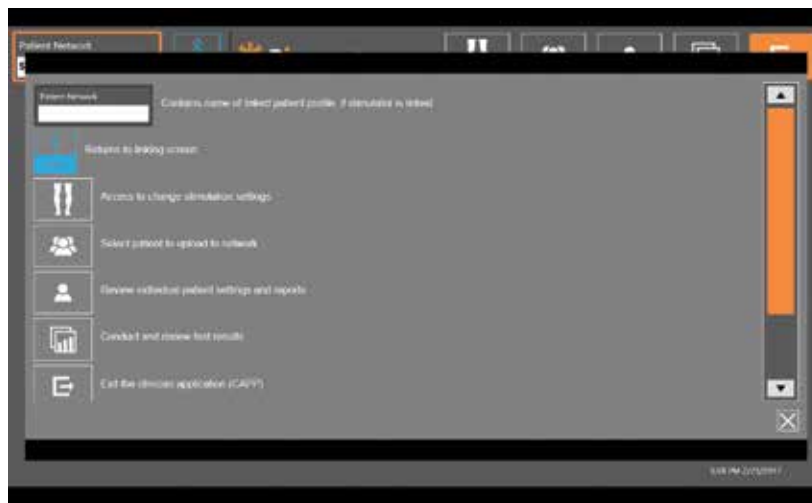 Patient Network
Patient Network
Contains name of linked patient profile, if stimulator is linked
Returns to linking screen
Access to change stimulation settings
Select patient to upload to network
Review individual patient settings and reports
Conduct and review test results
Exit the clinician application (CAPP)